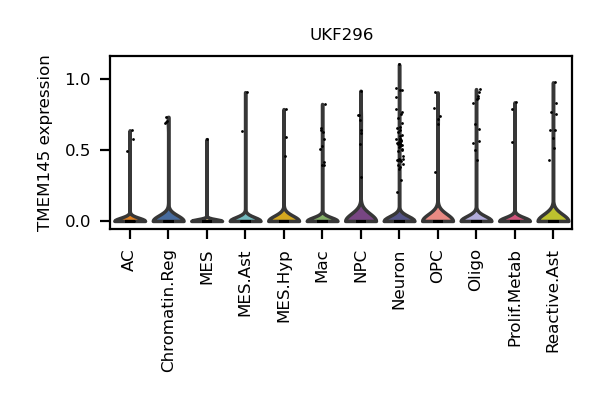 UKF296
TMEM145 expression
1.0
0.5
0.0
AC
Chromatin.Reg
MES
MES.Ast
MES.Hyp
Mac
NPC
Neuron
OPC
Oligo
Prolif.Metab
Reactive.Ast